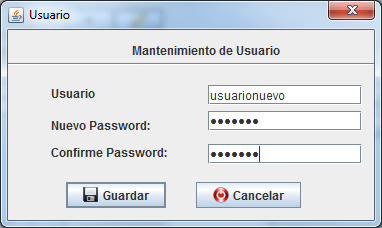 Usuario
Mantenimiento de Usuario
Usuario usuarionuevo
Nuevo Password: ●●●●●●●
Confirme Password: ●●●●●●●
Guardar Cancelar